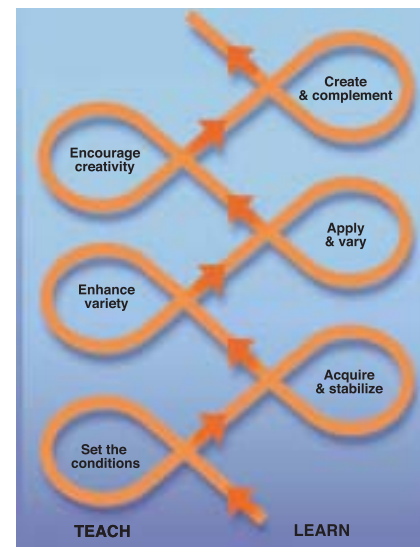 Create
& complement
Encourage
creativity
Apply
& vary
Enhance
variety
Acquire
& stabilize
Set the
conditions
TEACH
LEARN